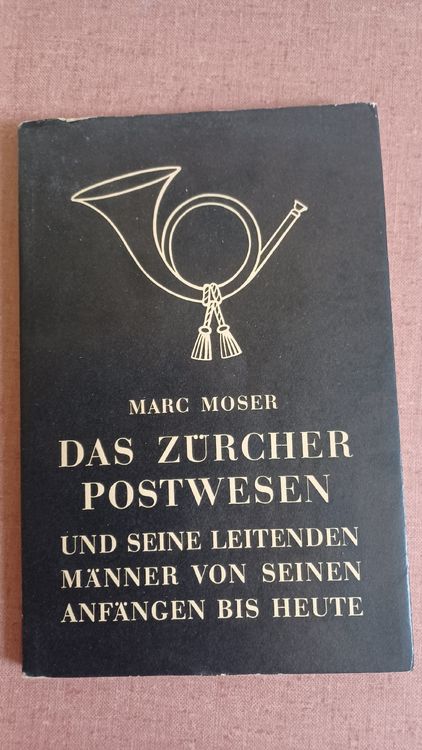 MARC MOSER
DAS ZÜRCHER
POSTWESEN
UND SEINE LEITENDEN
MÄNNER VON SEINEN
ANFÄNGEN BIS HEUTE